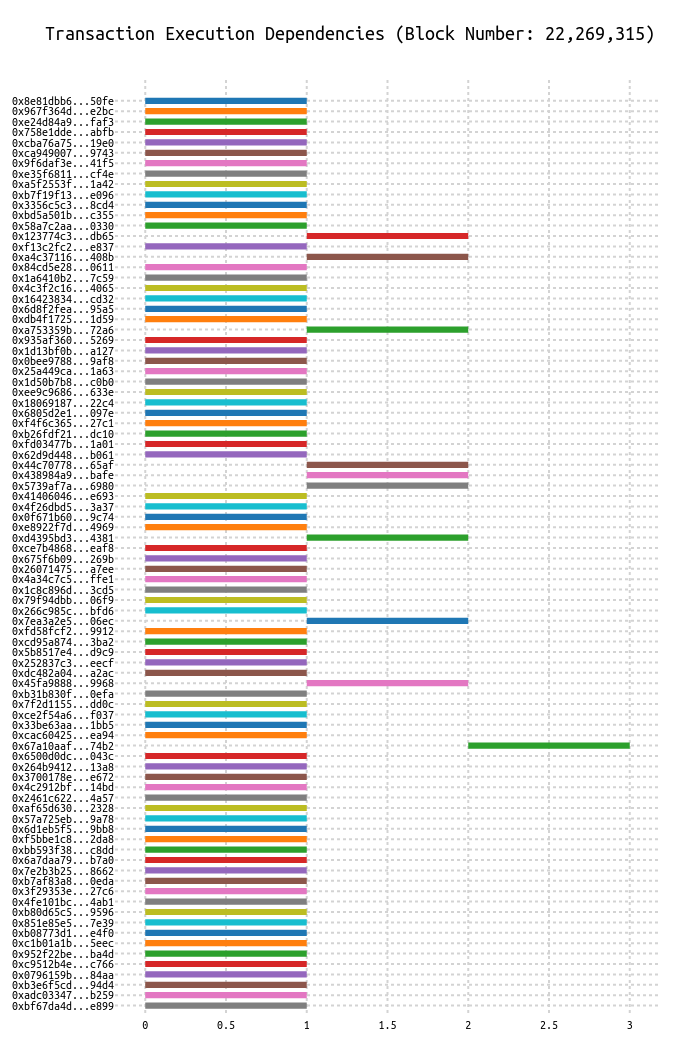 Transaction Execution Dependencies (Block Number: 22,269,315)
0x8e81dbb6...50fe
0x967f364d...e2bc
0xe24d84a9...faf3
0x758e1dde...abfb
0xcba76a75...19e0
0xca949007...9743
0x9f6daf3e...41f5
0xe35f6811...cf4e
0xa5f2553f...1a42
0xb7f19f13...e096
0x3356c5c3...8cd4
0xbd5a501b...c355
0x58a7c2aa...0330
0x123774c3...db65
0xf13c2fc2...e837
0xa4c37116...408b
0x84cd5e28...0611
0x1a6410b2...7c59
0x4c3f2c16...4065
0x16423834...cd32
0x6d8f2fea...95a5
0xdb4f1725...1d59
0xa753359b...72a6
0x935af360...5269
0x1d13bf0b...a127
0x0bee9788...9af8
0x25a449ca...1a63
0x1d50b7b8...c0b0
0xee9c9686...633e
0x18069187...22c4
0x6805d2e1...097e
0xf4f6c365...27c1
0xb26fdf21...dc10
0xfd03477b...1a01
0x62d9d448...b061
0x44c70778...65af
0x438984a9...bafe
0x5739af7a...6980
0x41406046...e693
0x4f26dbd5...3a37
0x0f671b60...9c74
0xe8922f7d...4969
0xd4395bd3...4381
0xce7b4868...eaf8
0x675f6b09...269b
0x26071475...a7ee
0x4a34c7c5...ffe1
0x1c8c896d...3cd5
0x79f94dbb...06f9
0x266c985c...bfd6
0x7ea3a2e5...06ec
0xfd58fcf2...9912
0xcd95a874...3ba2
0x5b8517e4...d9c9
0x252837c3...eecf
0xdc482a04...a2ac
0x45fa9888...9968
0xb31b830f...0efa
0x7f2d1155...dd0c
0xce2f54a6...f037
0x33be63aa...1bb5
0xcac60425...ea94
0x67a10aaf...74b2
0x6500d0dc...043c
0x264b9412...13a8
0x3700178e...e672
0x4c2912bf...14bd
0x2461c622...4a57
0xaf65d630...2328
0x57a725eb...9a78
0x6d1eb5f5...9bb8
0xf5bbe1c8...2da8
0xbb593f38...c8dd
0x6a7daa79...b7a0
0x7e2b3b25...8662
0xb7af83a8...0eda
0x3f29353e...27c6
0x4fe101bc...4ab1
0xb80d65c5...9596
0x851e85e5...7e39
0xb08773d1...e4f0
0xc1b01a1b...5eec
0x952f22be...ba4d
0xc9512b4e...c766
0x0796159b...84aa
0xb3e6f5cd...94d4
0xadc03347...b259
0xbf67da4d...e899
0 0.5 1 1.5 2 2.5 3